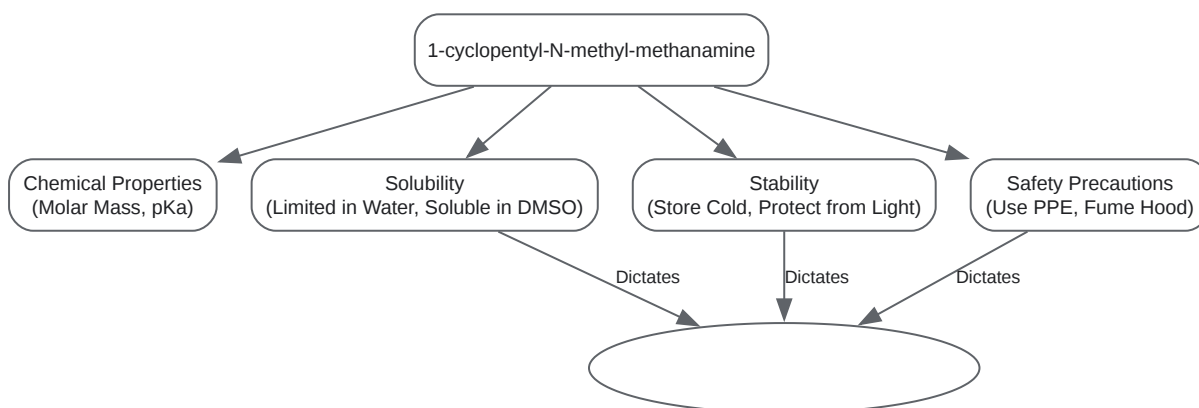 1-cyclopentyl-N-methyl-methanamine
Chemical Properties
(Molar Mass, pKa)
Solubility
(Limited in Water, Soluble in DMSO)
Stability
(Store Cold, Protect from Light)
Safety Precautions
(Use PPE, Fume Hood)
Dictates
Dictates
Dictates